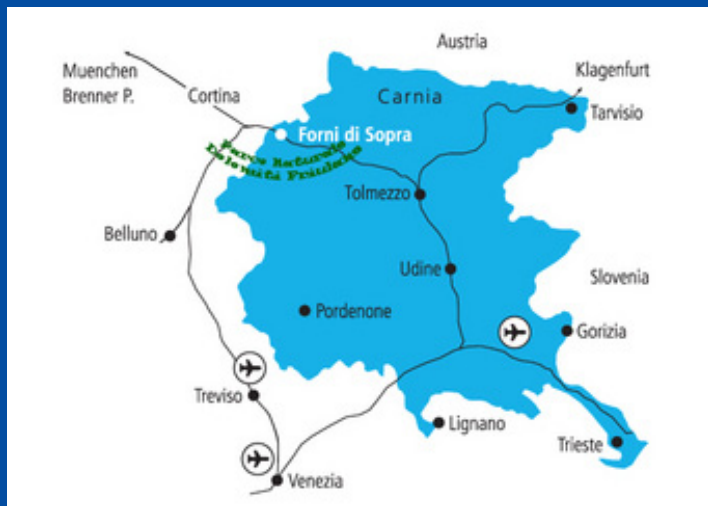 Austria
Muenchen
Brenner P.
Klagenfurt
Cortina
Carnia
Tarvisio
Forni di Sopra
Parco Naturale
Dolomiti Friulane
Tolmezzo
Belluno
Udine
Slovenia
Pordenone
Gorizia
Treviso
Lignano
Trieste
Venezia